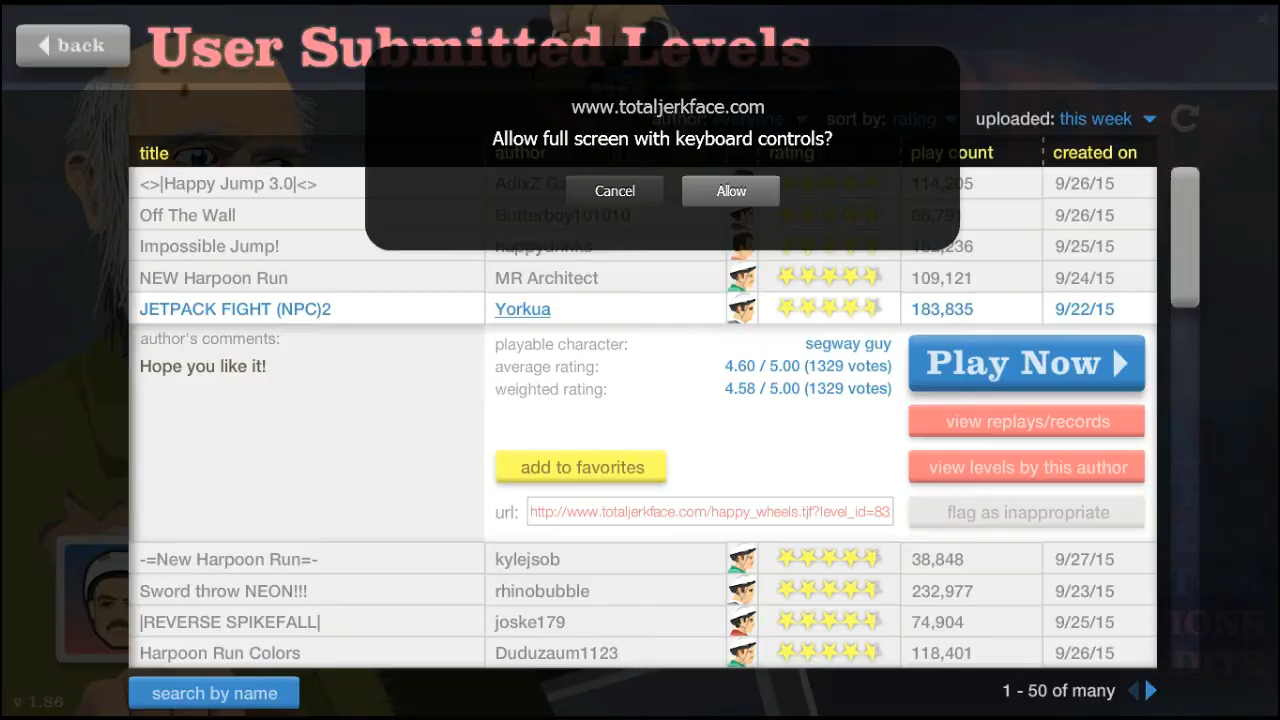 back
User Submitted Levels
www.totaljerkface.com
Allow full screen with keyboard controls?
Cancel
Allow
author: everyone
sort by: rating
uploaded: this week
title author rating play count created on
<>|Happy Jump 3.0|<> AdixZ 114,205 9/26/15
Off The Wall Butterboy101010 9/26/15
Impossible Jump! happydrinks 9/25/15
NEW Harpoon Run MR Architect 109,121 9/24/15
JETPACK FIGHT (NPC)2 Yorkua 183,835 9/22/15
author's comments:
Hope you like it!
playable character: segway guy
average rating: 4.60 / 5.00 (1329 votes)
weighted rating: 4.58 / 5.00 (1329 votes)
Play Now
view replays/records
add to favorites
view levels by this author
url: http://www.totaljerkface.com/happy_wheels.tjf?level_id=83
flag as inappropriate
-=New Harpoon Run=- kylejsob 38,848 9/27/15
Sword throw NEON!!! rhinobubble 232,977 9/23/15
|REVERSE SPIKEFALL| joske179 74,904 9/25/15
Harpoon Run Colors Duduzaum1123 118,401 9/26/15
v 1.86
search by name
1 - 50 of many